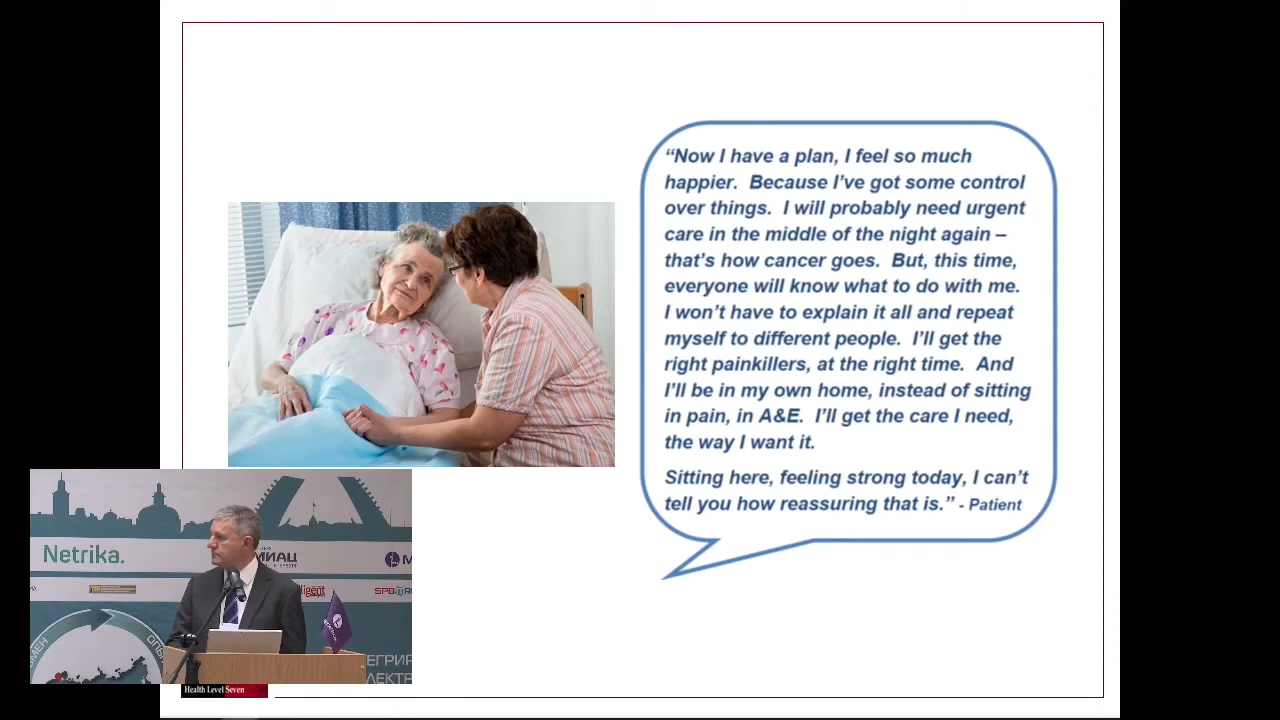 “Now I have a plan, I feel so much
happier.  Because I’ve got some control
over things.  I will probably need urgent
care in the middle of the night again –
that’s how cancer goes.  But, this time,
everyone will know what to do with me.
I won’t have to explain it all and repeat
myself to different people.  I’ll get the
right painkillers, at the right time.  And
I’ll be in my own home, instead of sitting
in pain, in A&E.  I’ll get the care I need,
the way I want it.
Sitting here, feeling strong today, I can’t
tell you how reassuring that is.” - Patient
Netrika.
МИАЦ
SPB
Health Level Seven